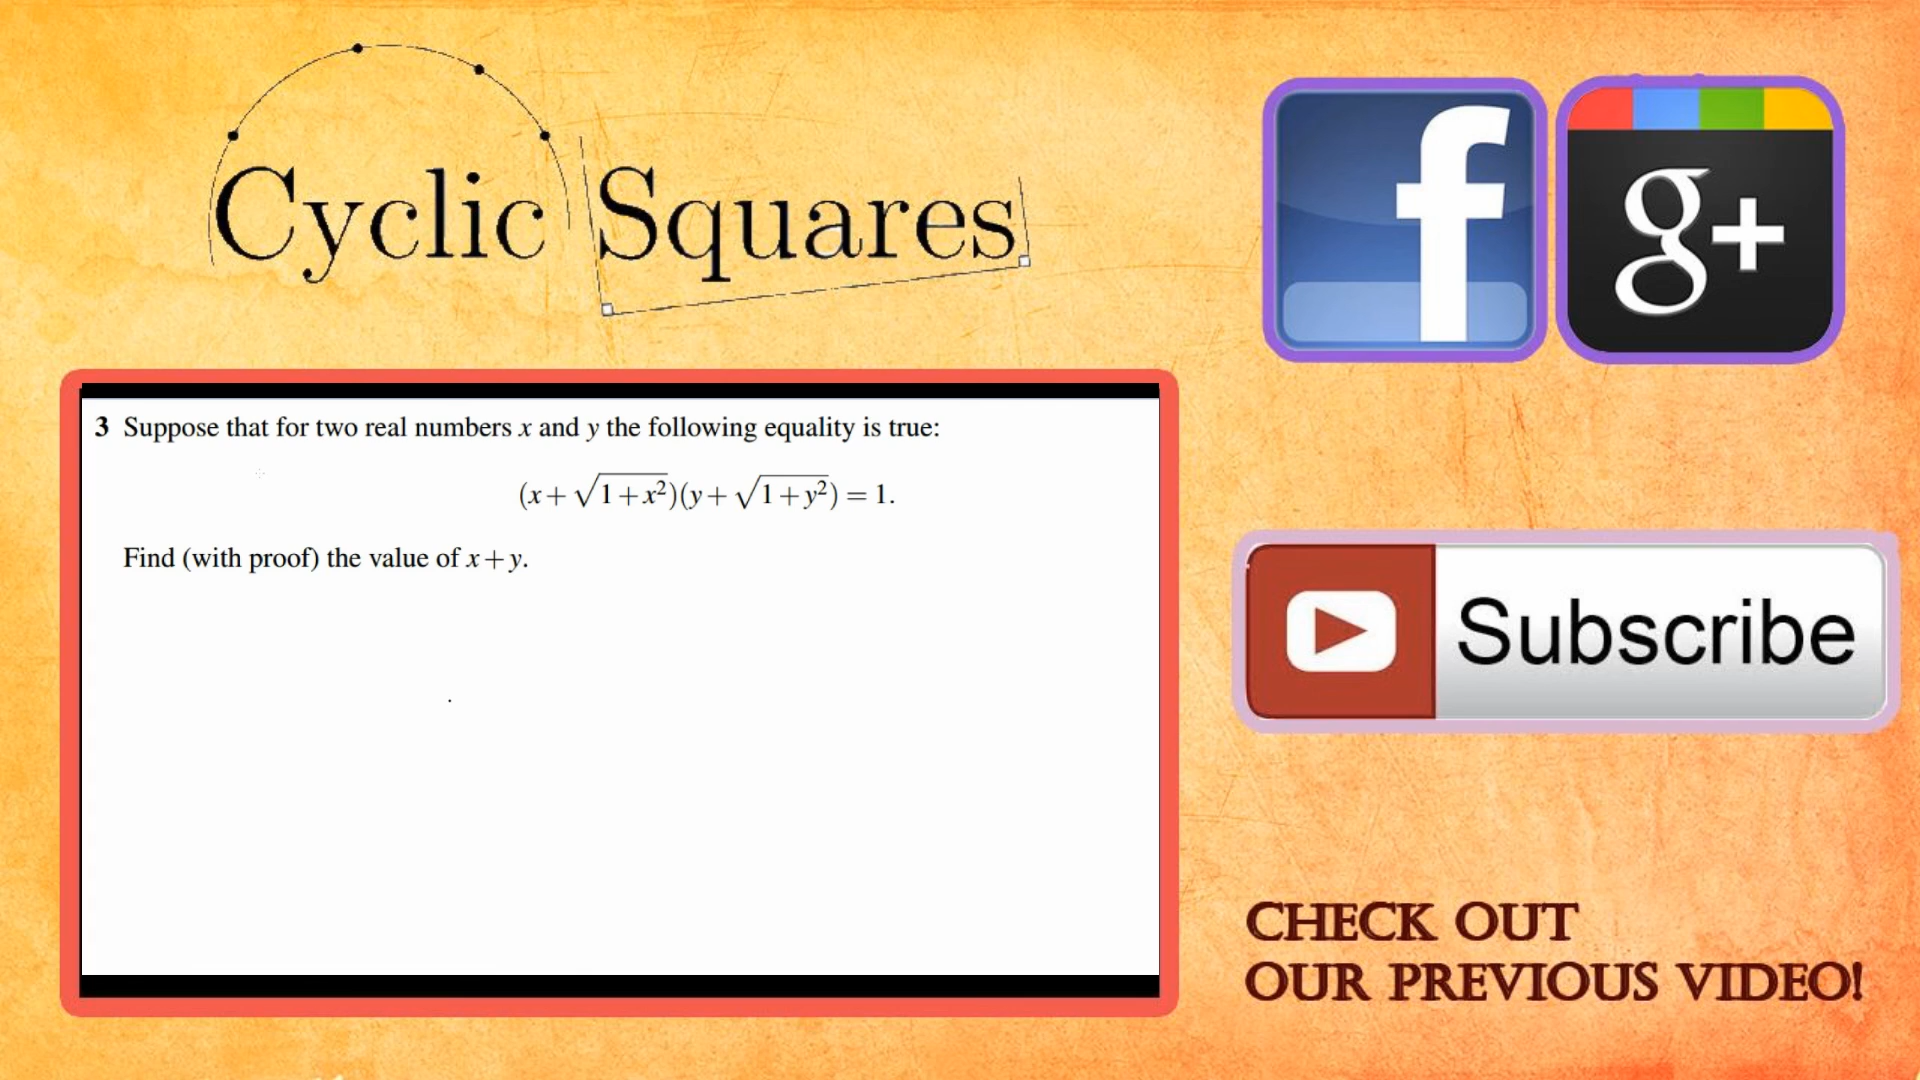 Cyclic Squares
f
g+
3 Suppose that for two real numbers x and y the following equality is true:
(x+√1+x²)(y+√1+y²) = 1.
Find (with proof) the value of x+y.
Subscribe
CHECK OUT
OUR PREVIOUS VIDEO!